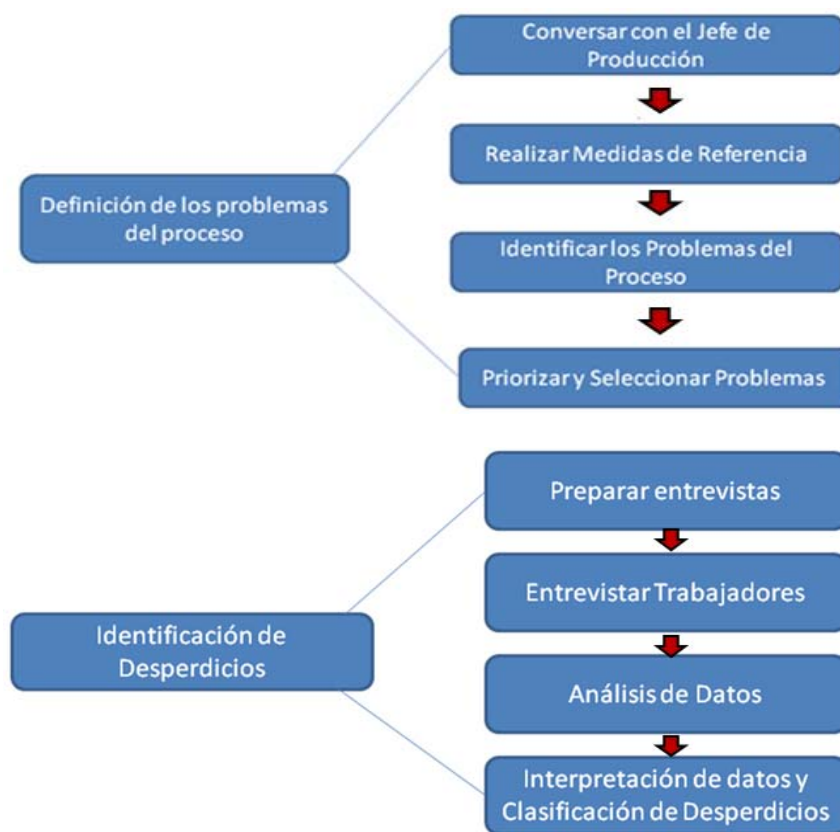 Conversar con el Jefe de
Producción
Realizar Medidas de Referencia
Definición de los problemas
del proceso
Identificar los Problemas del
Proceso
Priorizar y Seleccionar Problemas
Preparar entrevistas
Entrevistar Trabajadores
Identificación de
Desperdicios
Análisis de Datos
Interpretación de datos y
Clasificación de Desperdicios